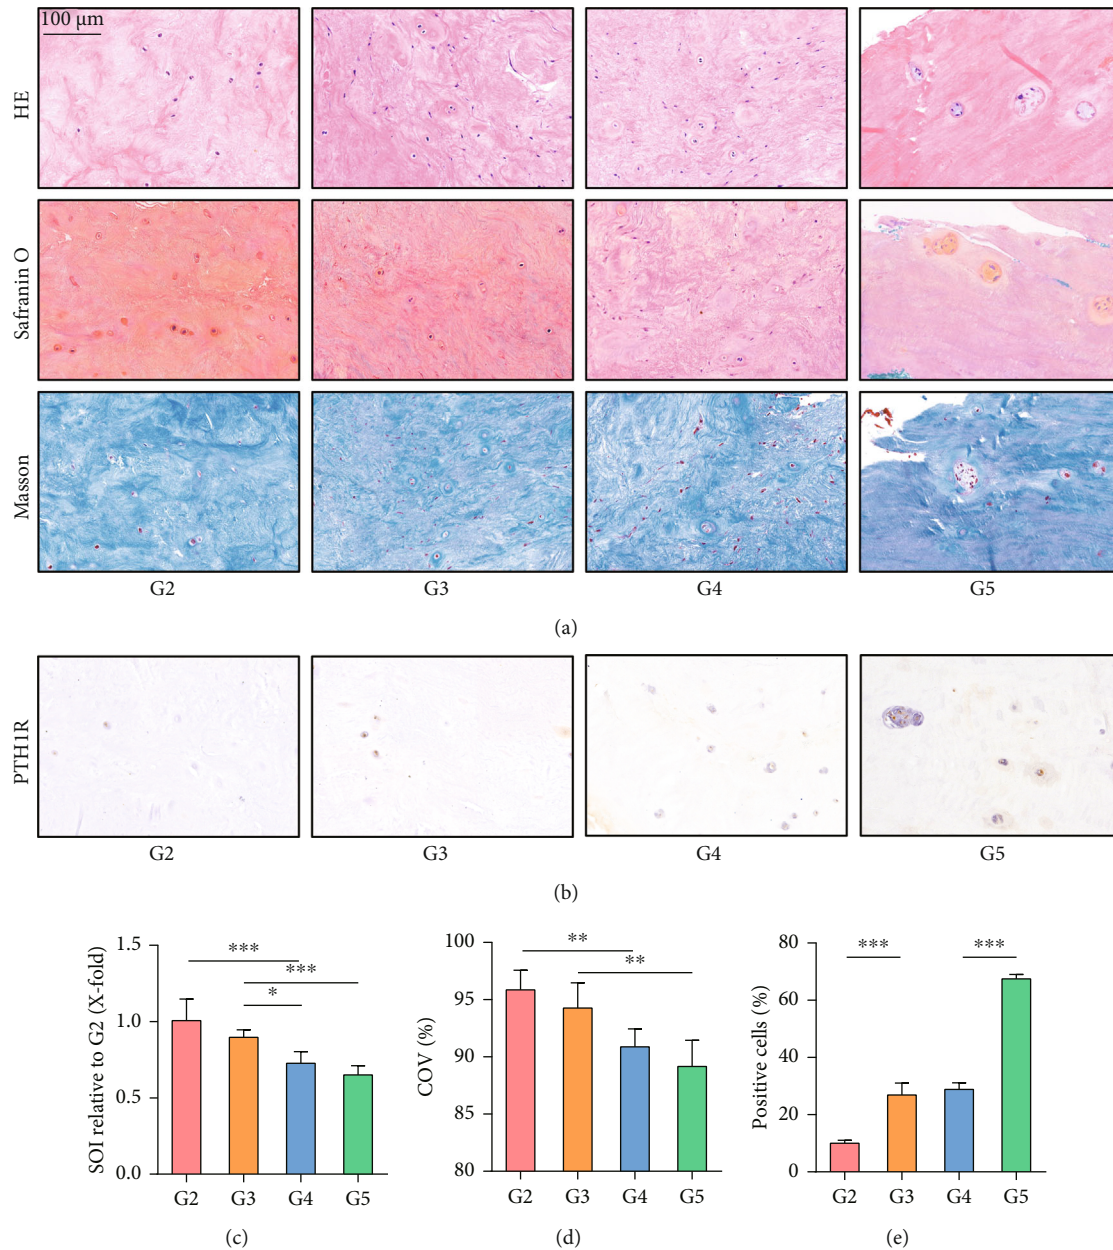 100 μm
HE
Safranin O
Masson
G2 G3 G4 G5
(a)
PTH1R
G2 G3 G4 G5
(b)
SOI relative to G2 (X-fold)
1.5
1.0
0.5
0.0
***
***
*
G2 G3 G4 G5
(c)
COV (%)
100
95
90
85
80
**
**
G2 G3 G4 G5
(d)
Positive cells (%)
80
60
40
20
0
***
***
G2 G3 G4 G5
(e)